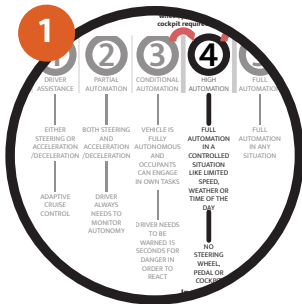 1
cockpit require
2
3
4
DRIVER
ASSISTANCE
PARTIAL
AUTOMATION
CONDITIONAL
AUTOMATION
HIGH
AUTOMATION
FULL
AUTOMATION
EITHER
STEERING OR
ACCELERATION
/DECELERATION
BOTH STEERING
AND
ACCELERATION
/DECELERATION
VEHICLE IS
FULLY
AUTONOMOUS
AND
OCCUPANTS
CAN ENGAGE
IN OWN TASKS
FULL
AUTOMATION
IN A
CONTROLLED
SITUATION
LIKE LIMITED
SPEED,
WEATHER OR
TIME OF THE
DAY
FULL
AUTOMATION
IN ANY
SITUATION
ADAPTIVE
CRUISE
CONTROL
DRIVER
ALWAYS
NEEDS TO
MONITOR
AUTONOMY
DRIVER NEEDS
TO BE
WARNED 15
SECONDS FOR
DANGER IN
ORDER TO
REACT
NO
STEERING
WHEEL,
PEDAL OR
COCKP